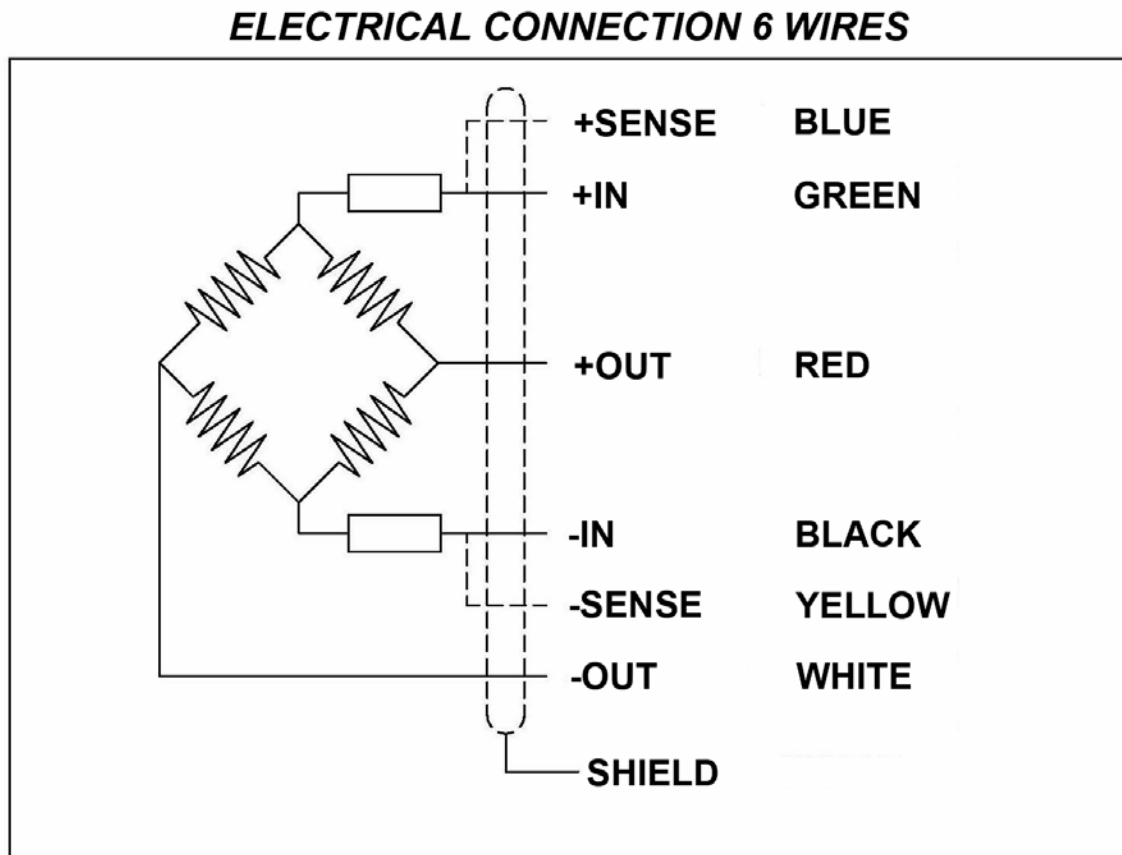 ELECTRICAL CONNECTION 6 WIRES
+SENSE BLUE
+IN GREEN
+OUT RED
-IN BLACK
-SENSE YELLOW
-OUT WHITE
SHIELD